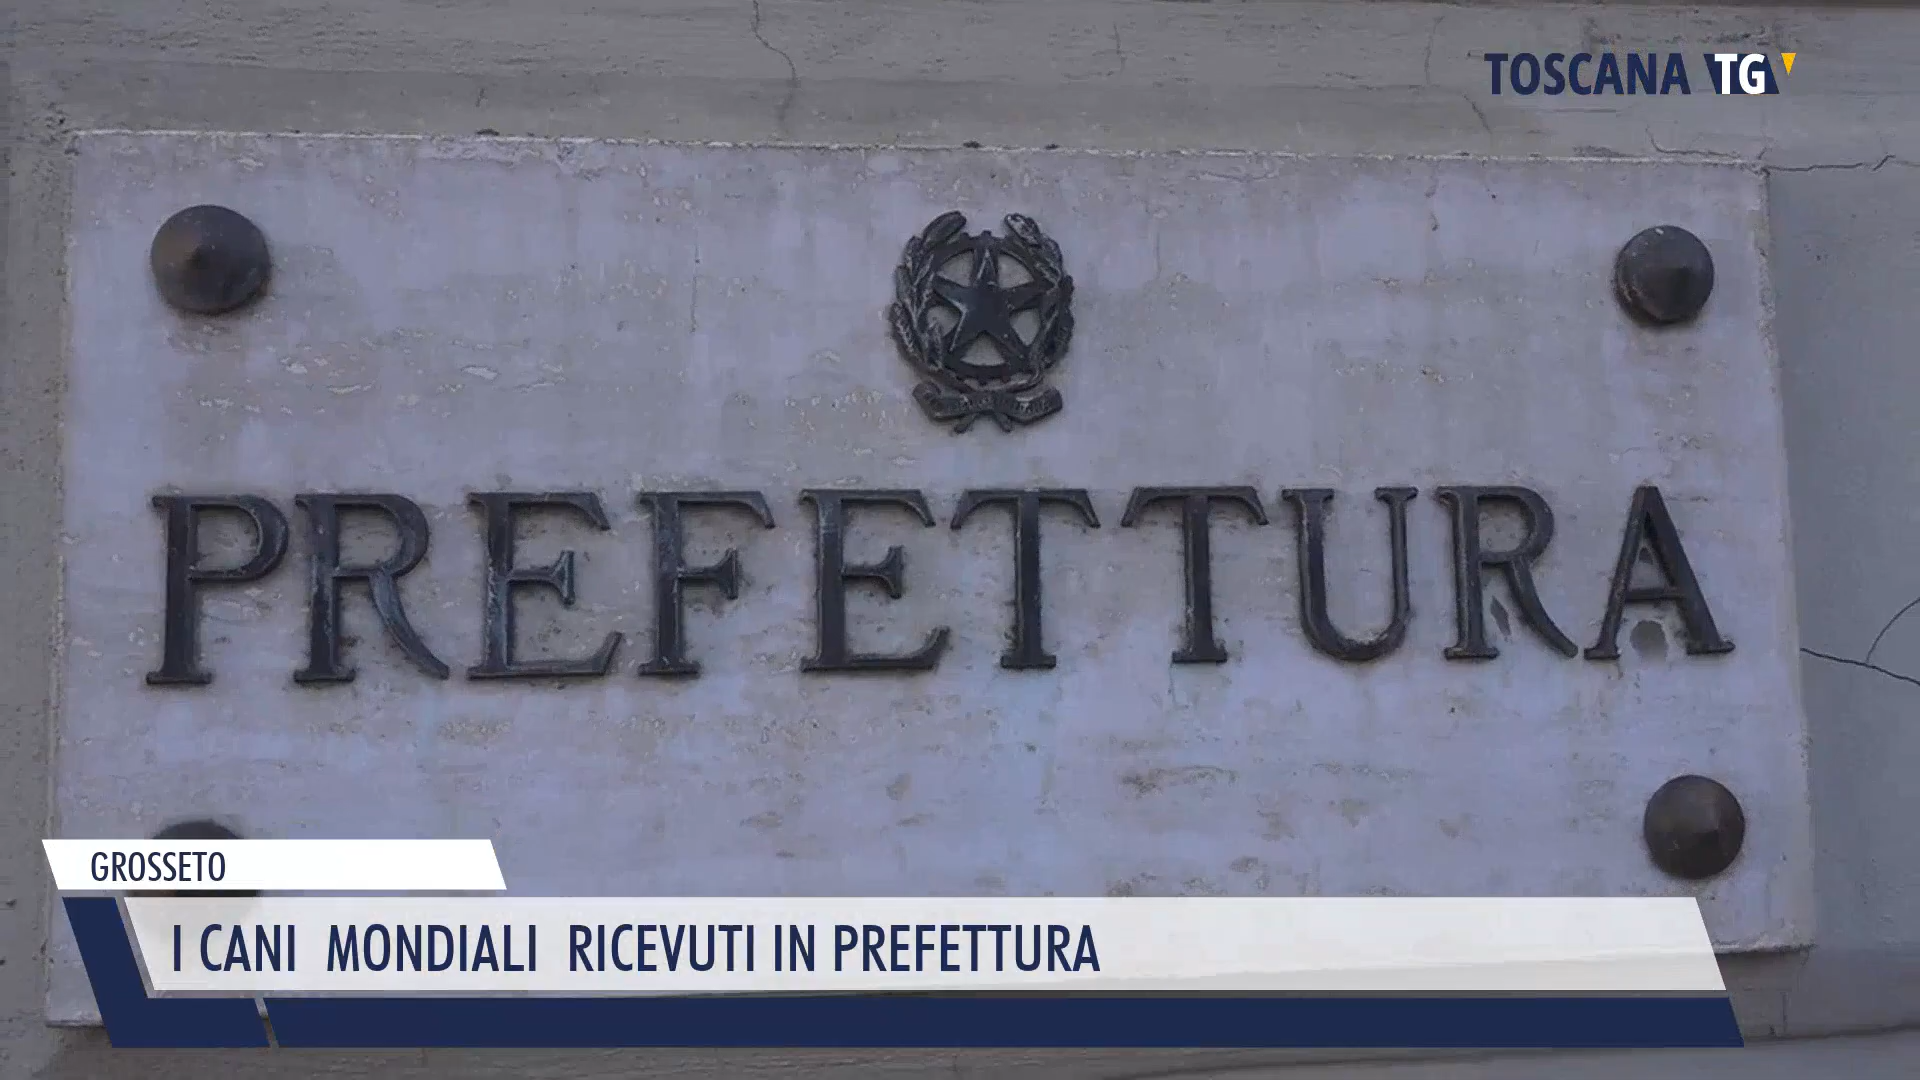 TOSCANA TG
PREFETTURA
GROSSETO
I CANI MONDIALI RICEVUTI IN PREFETTURA